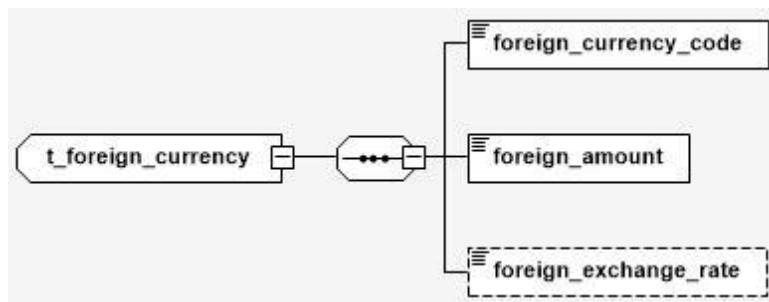 foreign_currency_code
t_foreign_currency
foreign_amount
foreign_exchange_rate